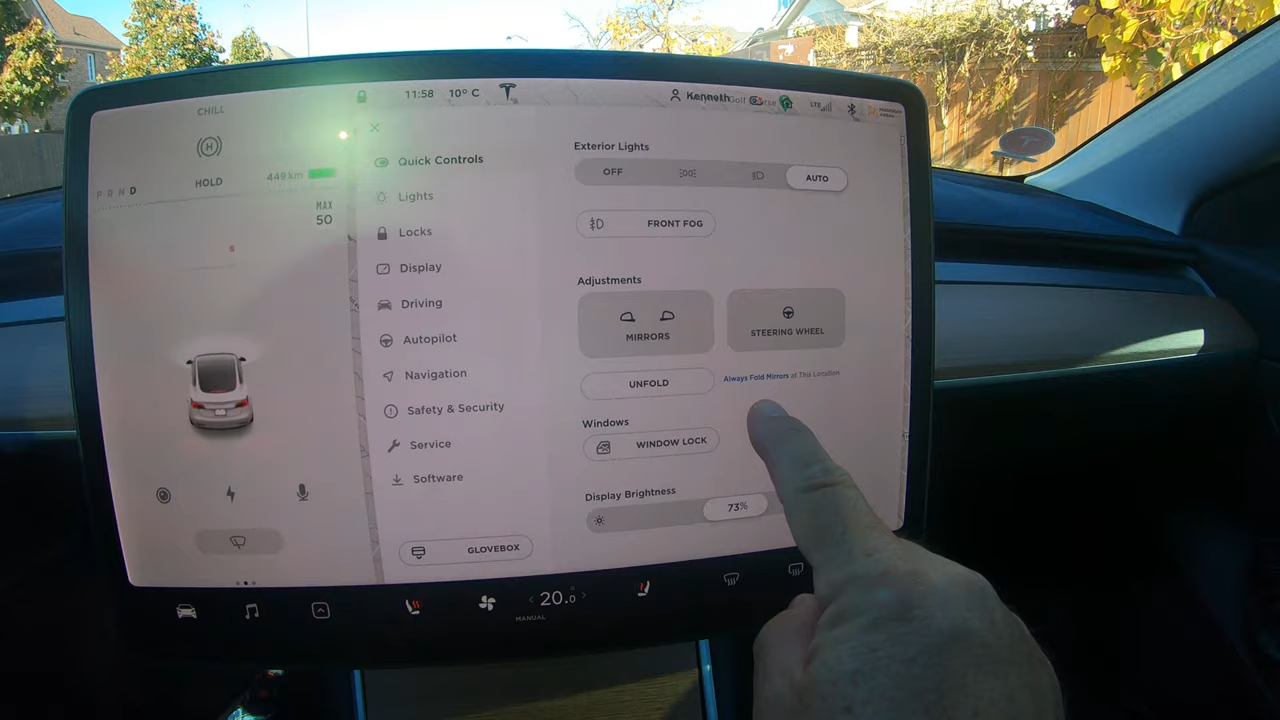 CHILL
11:58 10° C
Kenneth
LTE
H
HOLD
449 km
P R N D
MAX
50
Quick Controls
Lights
Locks
Display
Driving
Autopilot
Navigation
Safety & Security
Service
Software
GLOVEBOX
Exterior Lights
OFF
AUTO
FRONT FOG
Adjustments
MIRRORS
STEERING WHEEL
UNFOLD
Always Fold Mirrors at This Location
Windows
WINDOW LOCK
Display Brightness
73%
20.0
MANUAL